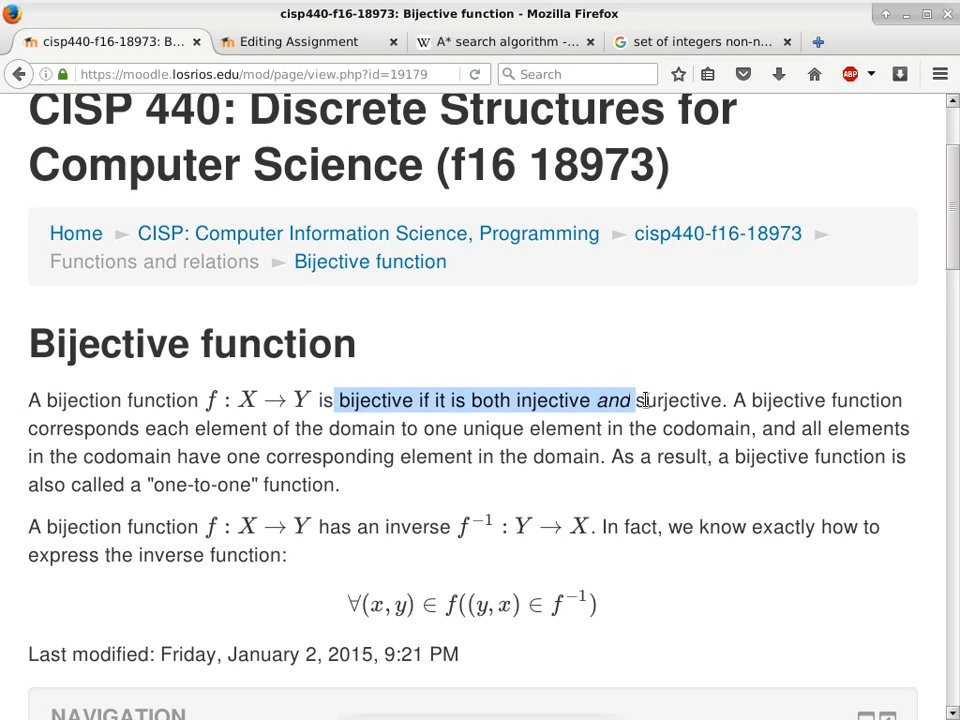 cisp440-f16-18973: Bijective function - Mozilla Firefox
cisp440-f16-18973: B... × Editing Assignment × W A* search algorithm -... × G set of integers non-n... ×
https://moodle.losrios.edu/mod/page/view.php?id=19179 Search ABP
CISP 440: Discrete Structures for
Computer Science (f16 18973)
Home ► CISP: Computer Information Science, Programming ► cisp440-f16-18973 ►
Functions and relations ► Bijective function
Bijective function
A bijection function f : X → Y is bijective if it is both injective and surjective. A bijective function
corresponds each element of the domain to one unique element in the codomain, and all elements
in the codomain have one corresponding element in the domain. As a result, a bijective function is
also called a "one-to-one" function.
A bijection function f : X → Y has an inverse f⁻¹ : Y → X. In fact, we know exactly how to
express the inverse function:
∀(x, y) ∈ f((y, x) ∈ f⁻¹)
Last modified: Friday, January 2, 2015, 9:21 PM
NAVIGATION